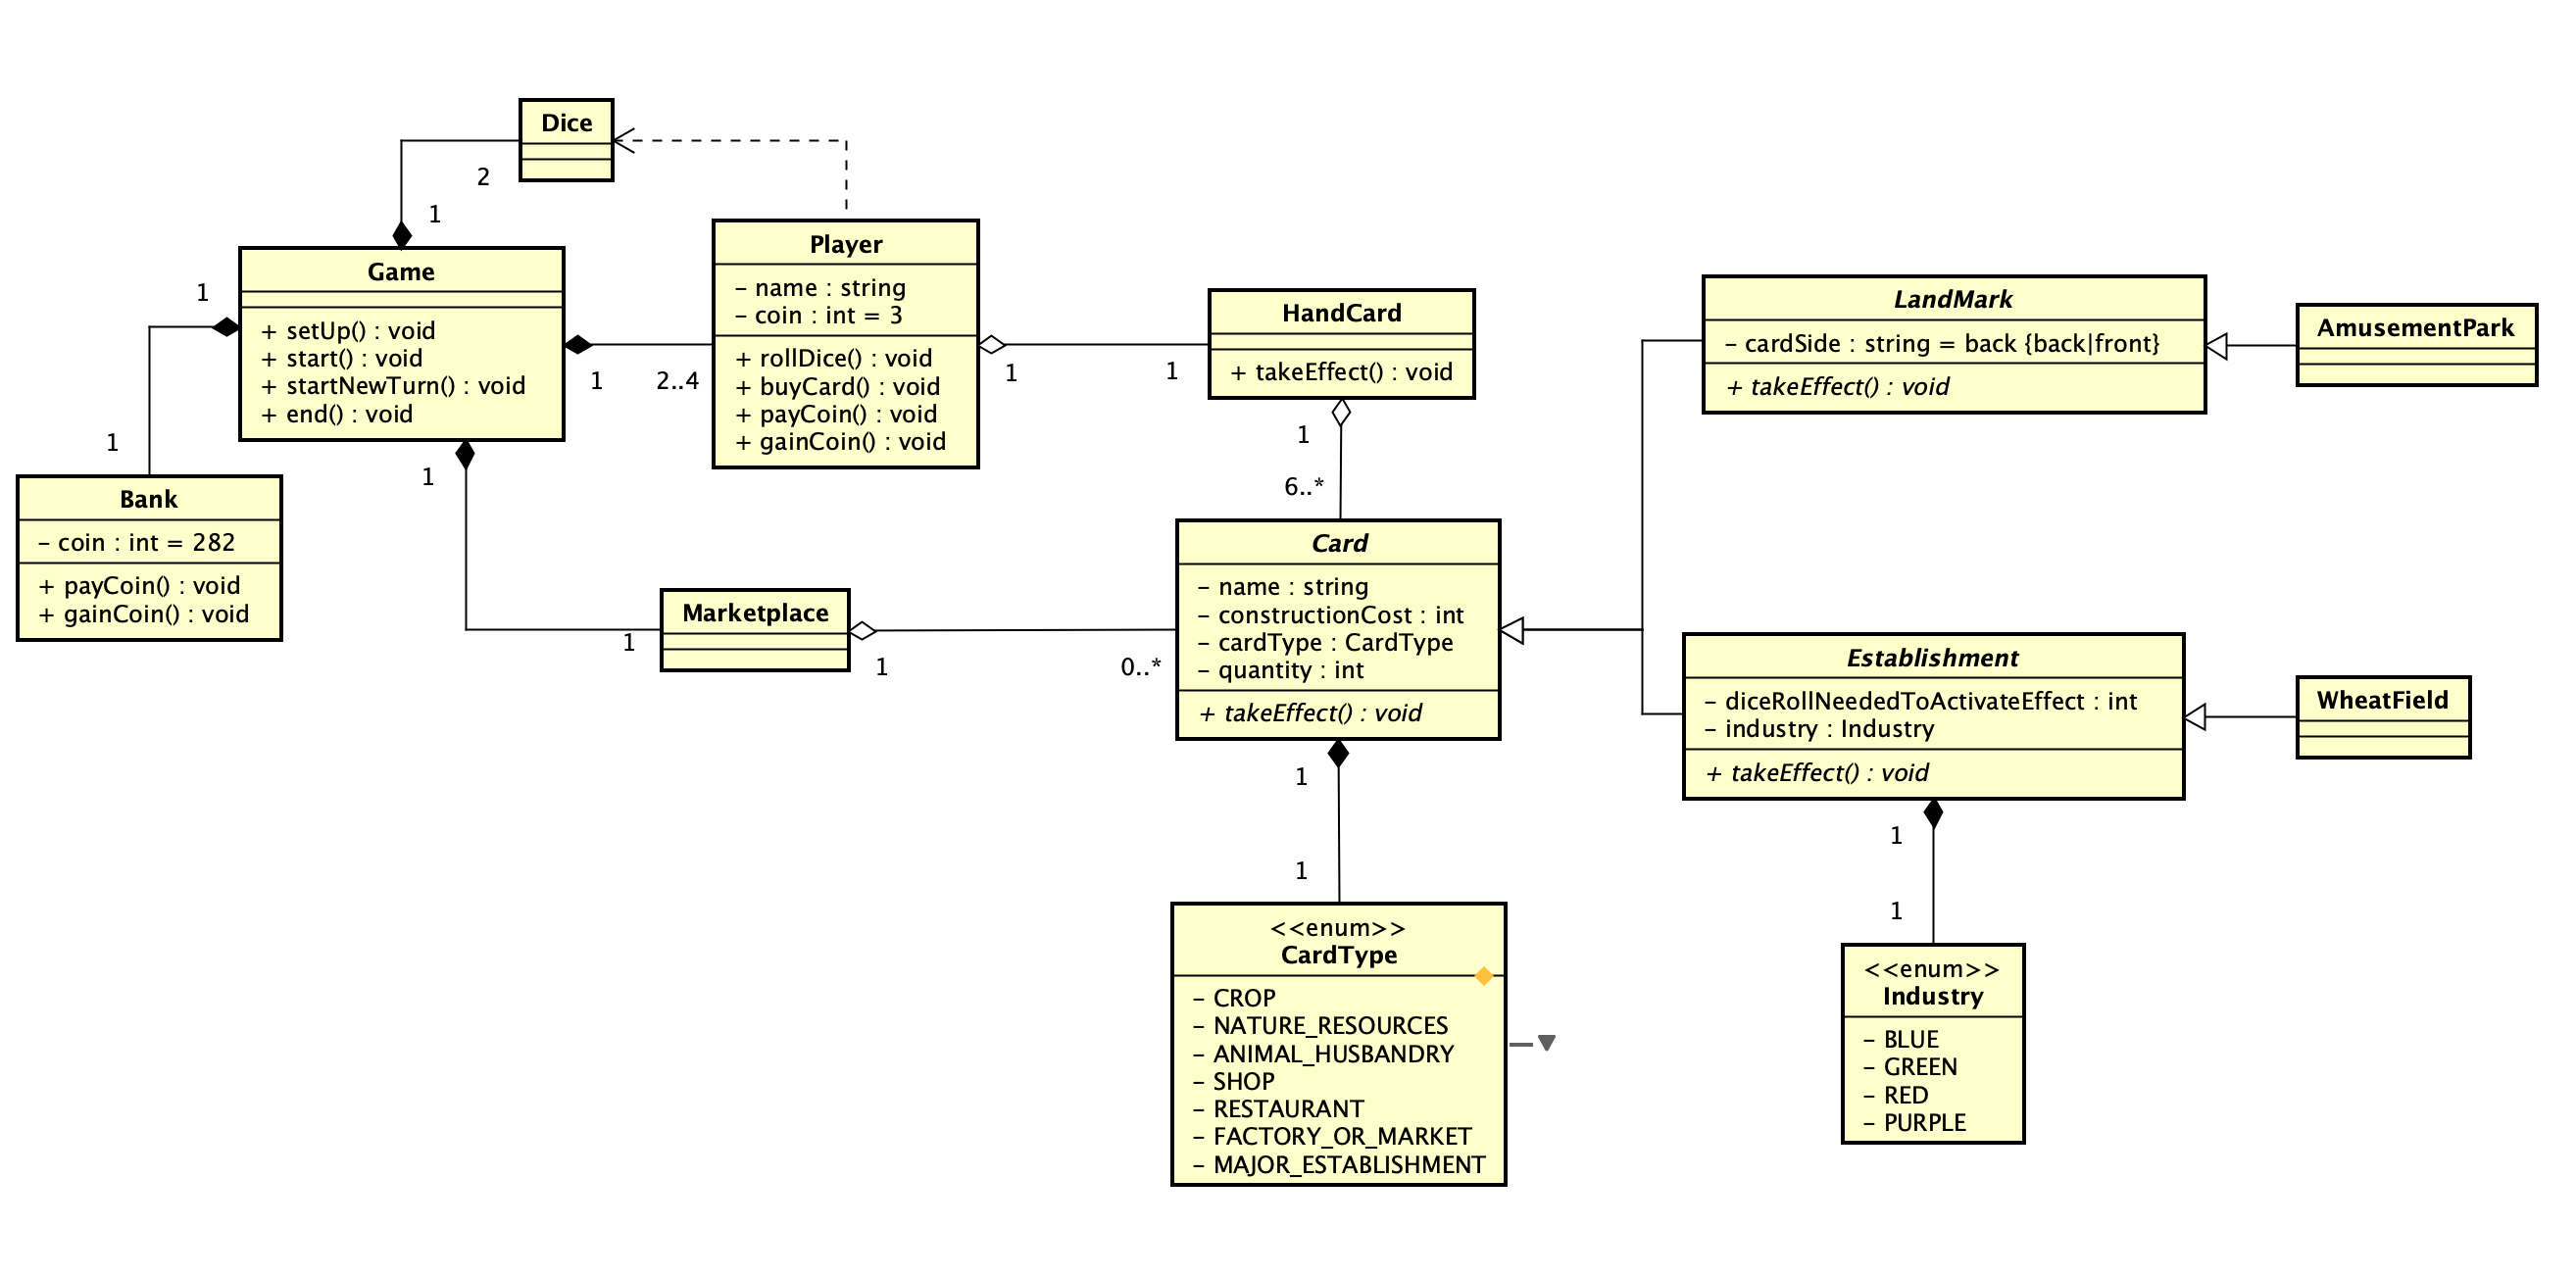 Dice
2
1
Game
+ setUp() : void
+ start() : void
+ startNewTurn() : void
+ end() : void
1
1
Bank
- coin : int = 282
+ payCoin() : void
+ gainCoin() : void
1
2..4
Player
- name : string
- coin : int = 3
+ rollDice() : void
+ buyCard() : void
+ payCoin() : void
+ gainCoin() : void
1
1
HandCard
+ takeEffect() : void
1
6..*
1
1
Marketplace
1
0..*
Card
- name : string
- constructionCost : int
- cardType : CardType
- quantity : int
+ takeEffect() : void
1
1
<<enum>>
CardType
- CROP
- NATURE_RESOURCES
- ANIMAL_HUSBANDRY
- SHOP
- RESTAURANT
- FACTORY_OR_MARKET
- MAJOR_ESTABLISHMENT
LandMark
- cardSide : string = back {back|front}
+ takeEffect() : void
AmusementPark
Establishment
- diceRollNeededToActivateEffect : int
- industry : Industry
+ takeEffect() : void
WheatField
1
1
<<enum>>
Industry
- BLUE
- GREEN
- RED
- PURPLE